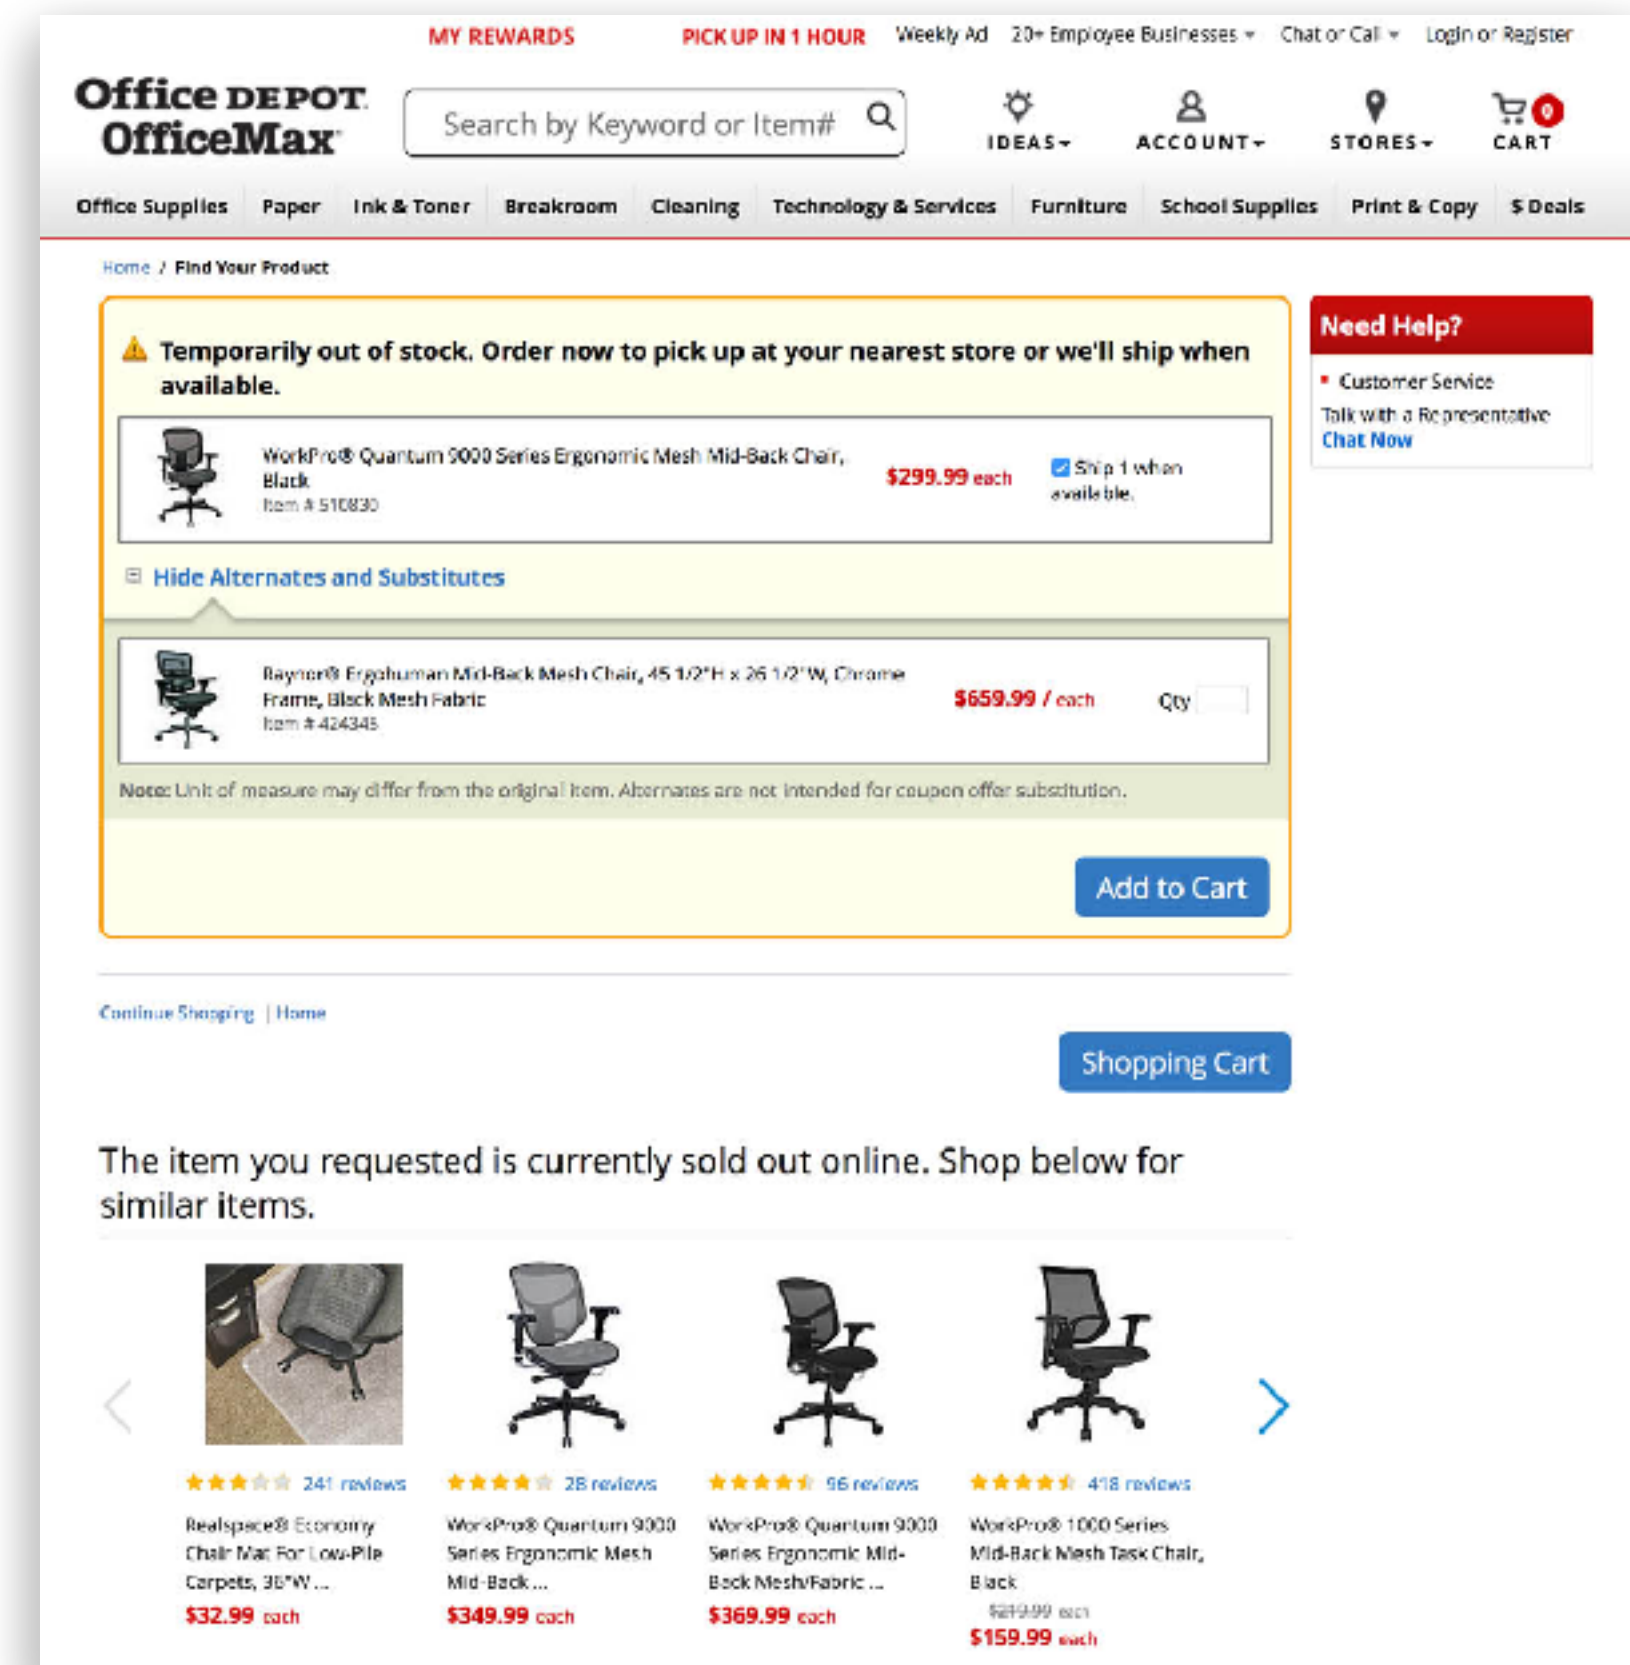 MY REWARDS PICK UP IN 1 HOUR Weekly Ad 20+ Employee Businesses Chat or Call Login or Register
Office DEPOT
OfficeMax
Search by Keyword or Item#
IDEAS ACCOUNT STORES CART
0
Office Supplies Paper Ink & Toner Breakroom Cleaning Technology & Services Furniture School Supplies Print & Copy $ Deals
Home / Find Your Product
Temporarily out of stock. Order now to pick up at your nearest store or we'll ship when
available.
WorkPro® Quantum 9000 Series Ergonomic Mesh Mid-Back Chair,
Black
Item # 510830
$299.99 each
Ship 1 when
available.
Hide Alternates and Substitutes
Raynor® Ergohuman Mid-Back Mesh Chair, 45 1/2"H x 26 1/2"W, Chrome
Frame, Black Mesh Fabric
Item # 424345
$659.99 / each
Qty
Note: Unit of measure may differ from the original item. Alternates are not intended for coupon offer substitution.
Add to Cart
Need Help?
Customer Service
Talk with a Representative
Chat Now
Continue Shopping | Home
Shopping Cart
The item you requested is currently sold out online. Shop below for
similar items.
241 reviews
Realspace® Economy
Chair Mat For Low-Pile
Carpets, 36"W ...
$32.99 each
28 reviews
WorkPro® Quantum 9000
Series Ergonomic Mesh
Mid-Back ...
$349.99 each
96 reviews
WorkPro® Quantum 9000
Series Ergonomic Mid-
Back Mesh/Fabric ...
$369.99 each
418 reviews
WorkPro® 1000 Series
Mid-Back Mesh Task Chair,
Black
$219.99 each
$159.99 each